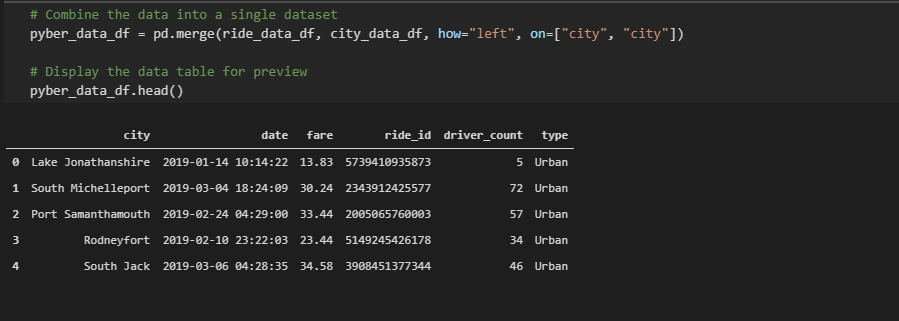 # Combine the data into a single dataset
pyber_data_df = pd.merge(ride_data_df, city_data_df, how="left", on=["city", "city"])
# Display the data table for preview
pyber_data_df.head()
city date fare ride_id driver_count type
0 Lake Jonathanshire 2019-01-14 10:14:22 13.83 5739410935873 5 Urban
1 South Michelleport 2019-03-04 18:24:09 30.24 2343912425577 72 Urban
2 Port Samanthamouth 2019-02-24 04:29:00 33.44 2005065760003 57 Urban
3 Rodneyfort 2019-02-10 23:22:03 23.44 5149245426178 34 Urban
4 South Jack 2019-03-06 04:28:35 34.58 3908451377344 46 Urban